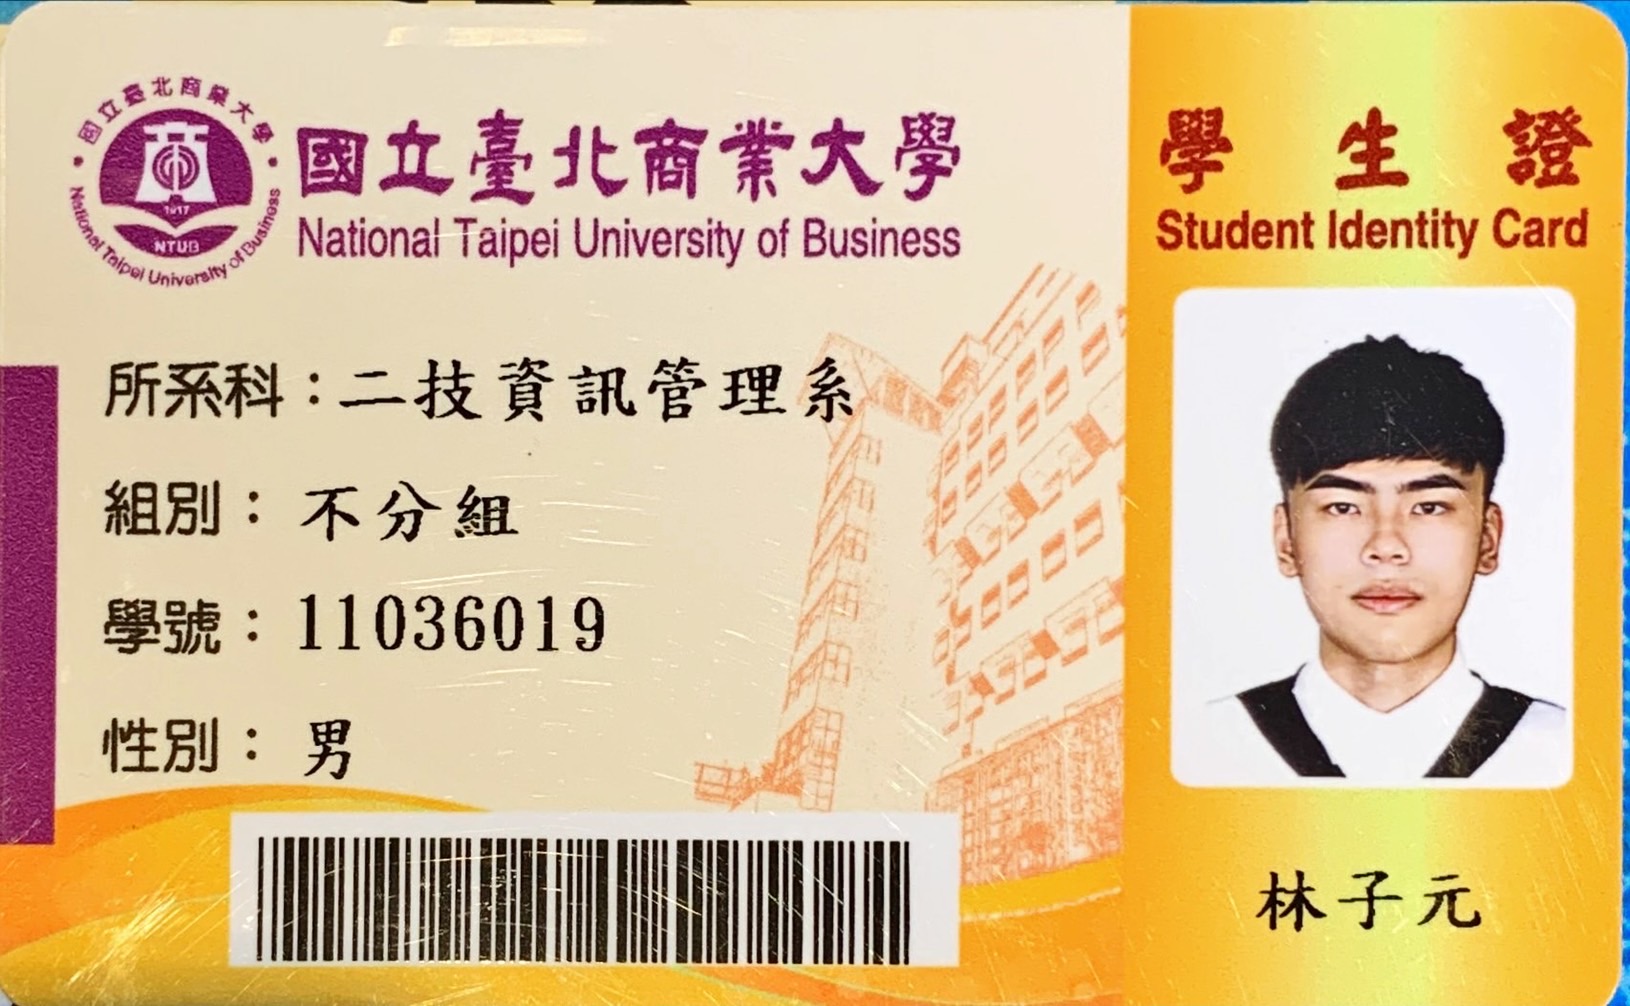 國立臺北商業大學
National Taipei University of Business
1917
NTUB
國立臺北商業大學
National Taipei University of Business
學生證
Student Identity Card
所系科：二技資訊管理系
組別：不分組
學號：11036019
性別：男
林子元